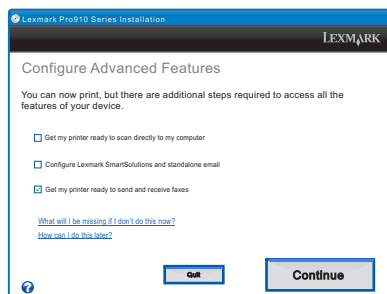 Lexmark Pro910 Series Installation
LEXMARK
Configure Advanced Features
You can now print, but there are additional steps required to access all the
features of your device.
Get my printer ready to scan directly to my computer
Configure Lexmark SmartSolutions and standalone email
Get my printer ready to send and receive faxes
What will I be missing if I don't do this now?
How can I do this later?
Quit
Continue
?